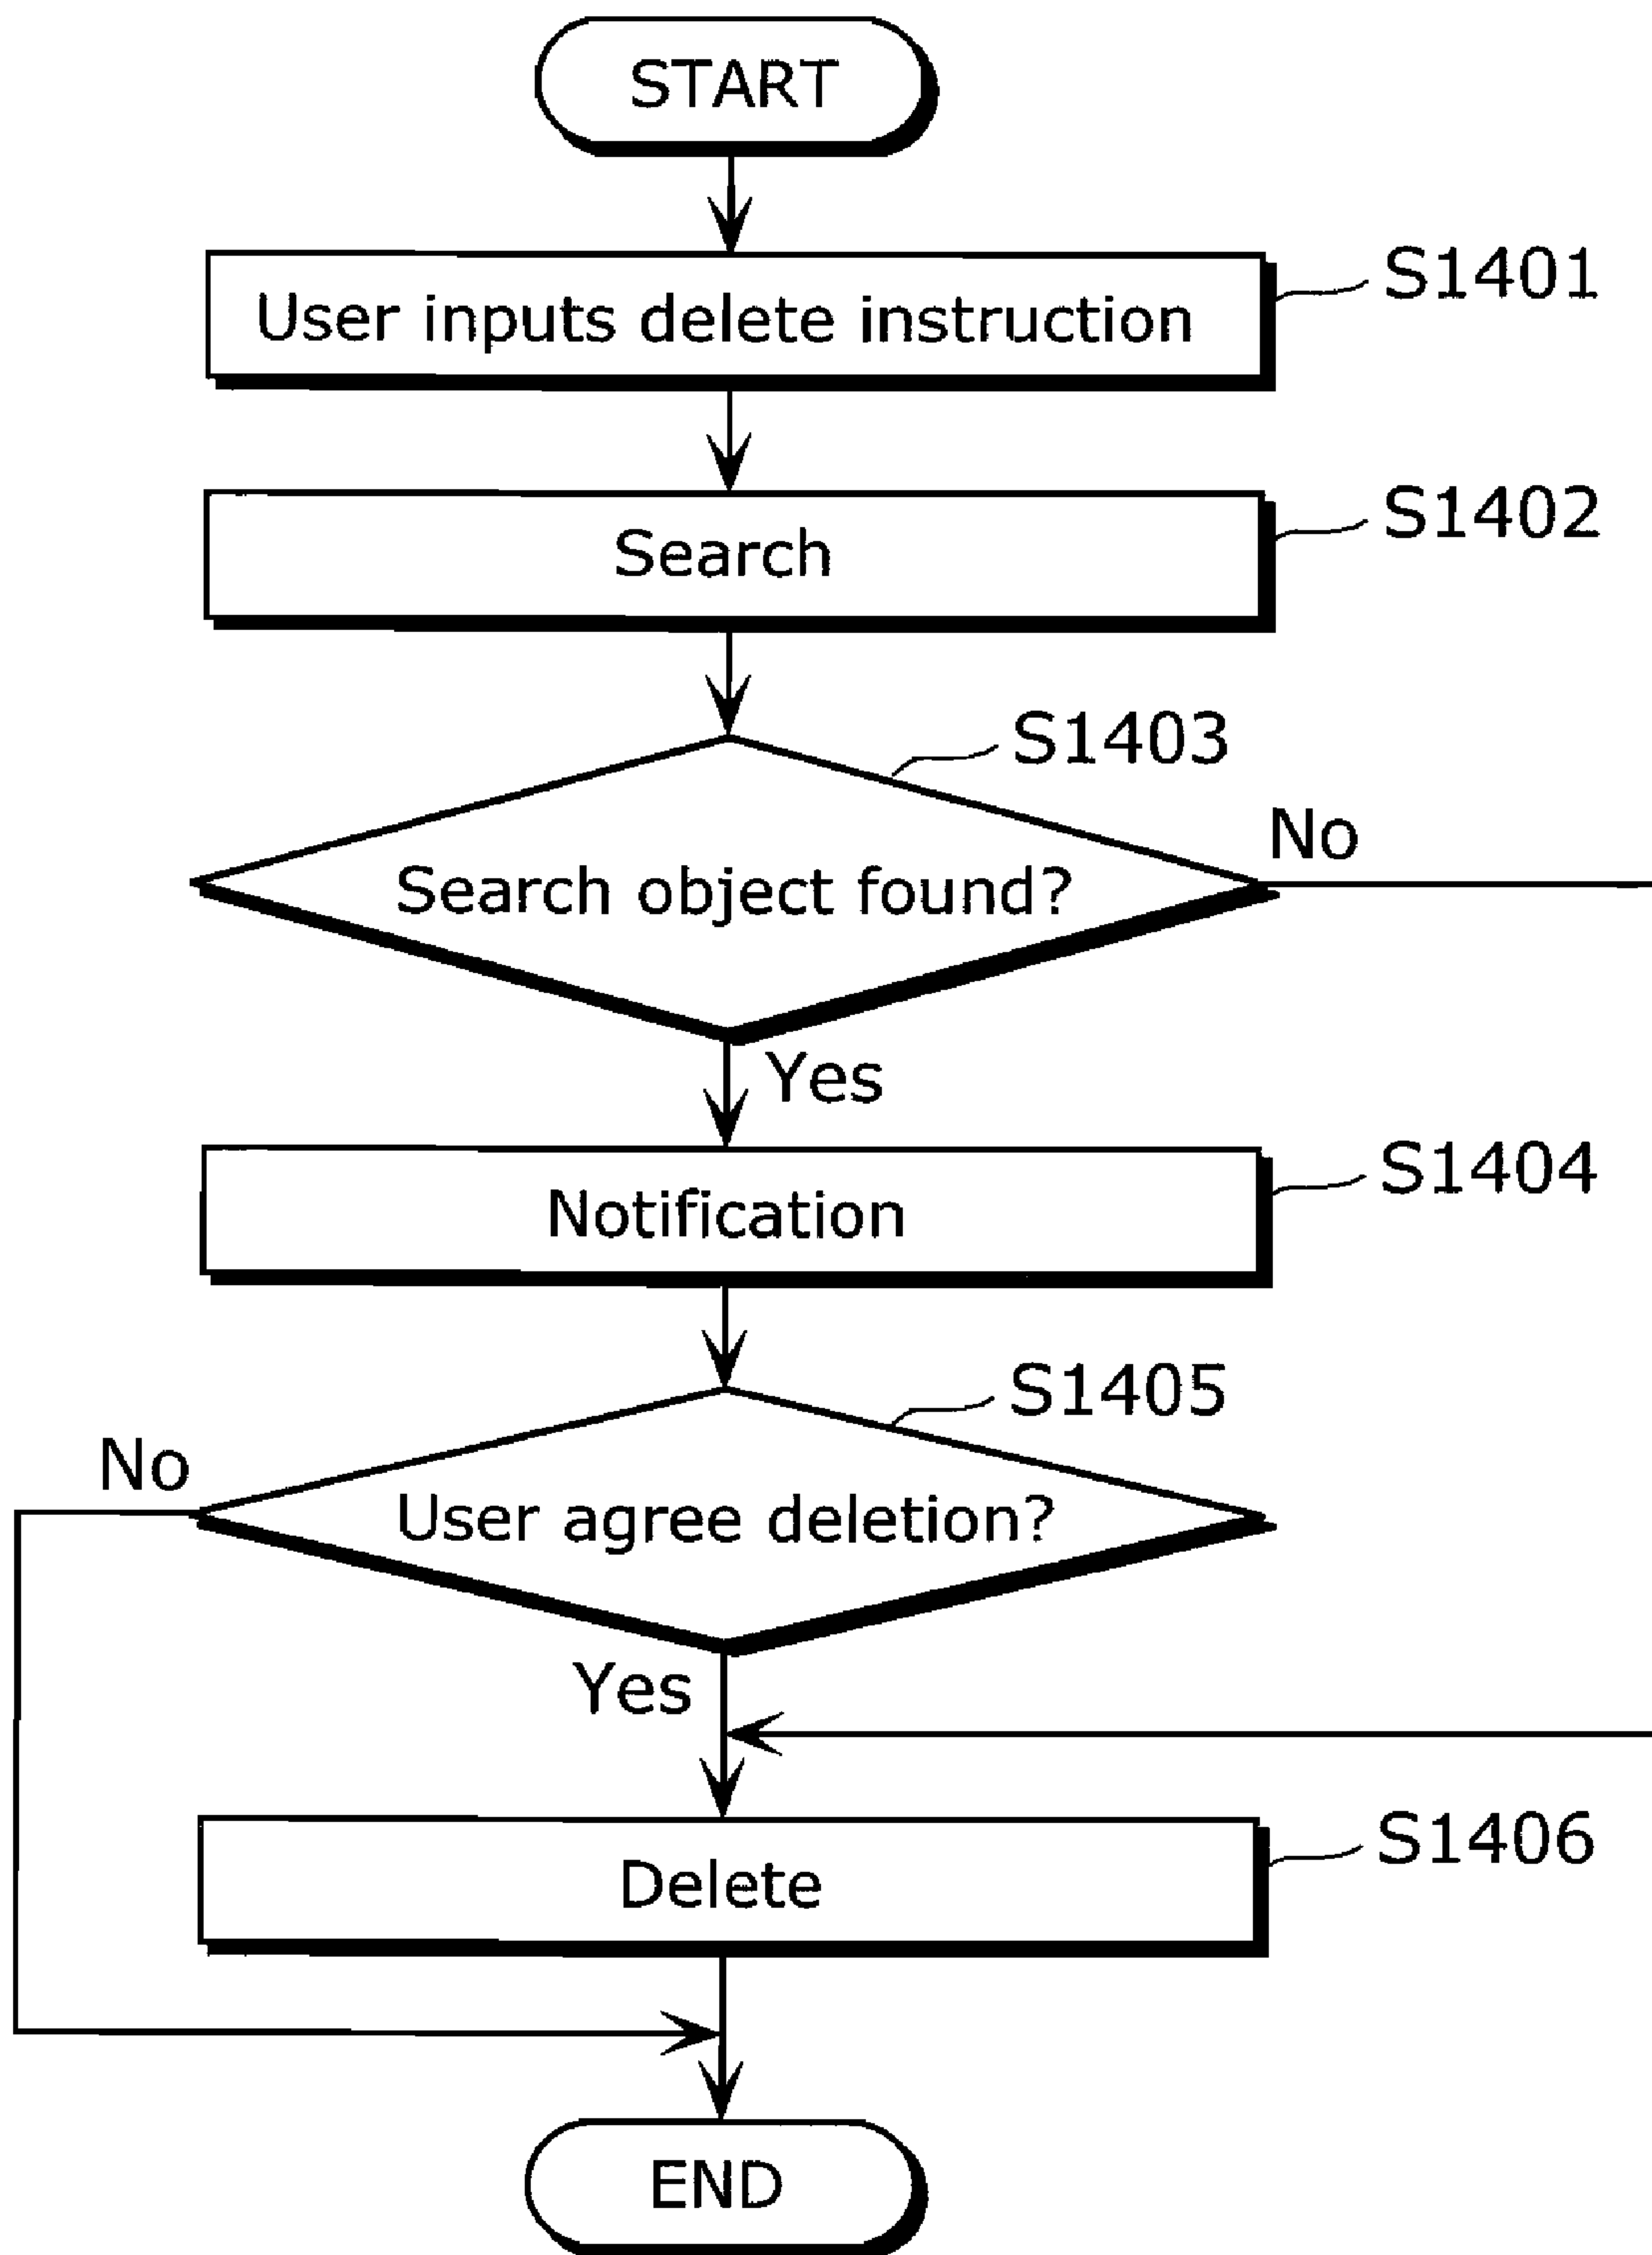 START
User inputs delete instruction
S1401
Search
S1402
S1403
Search object found?
No
Yes
Notification
S1404
S1405
No
User agree deletion?
Yes
Delete
S1406
END